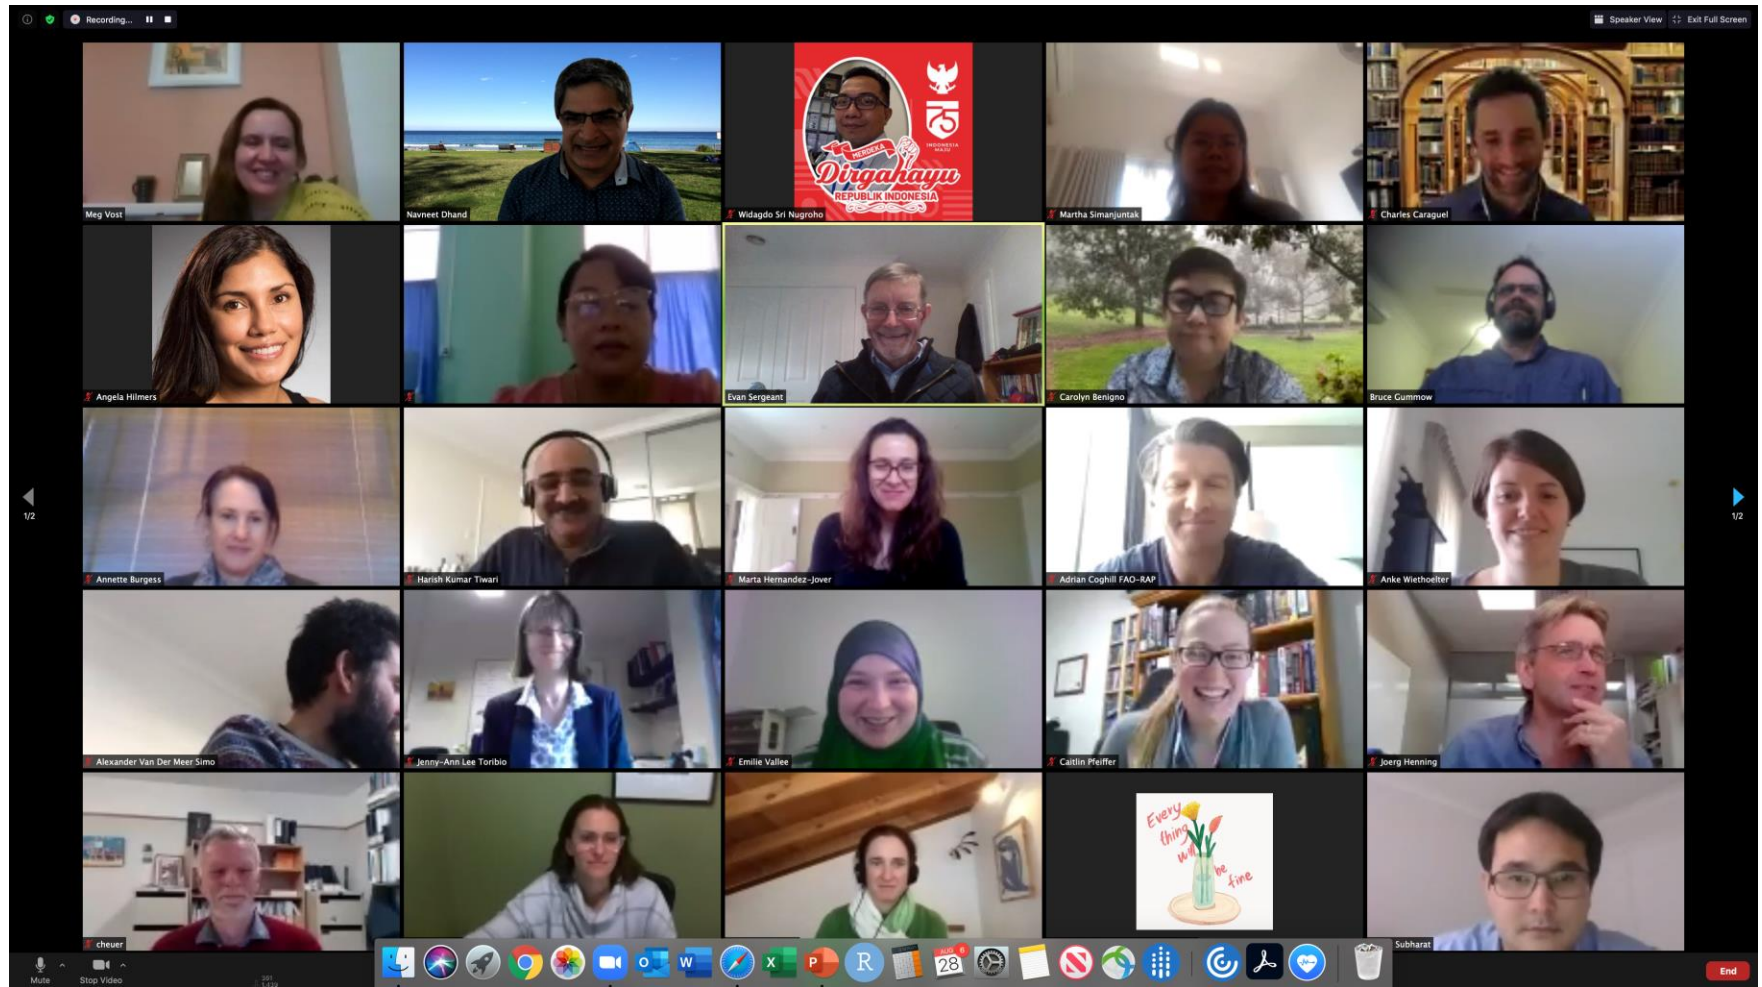 Recording...
Speaker View
Exit Full Screen
Meg Vost
Navneet Dhand
MERDEKA
Dirgahayu
REPUBLIK INDONESIA
75
INDONESIA
MAJU
Widagdo Sri Nugroho
Martha Simanjuntak
Charles Caraguel
Angela Hilmers
Evan Sergeant
Carolyn Benigno
Bruce Gummow
1/2
1/2
Annette Burgess
Harish Kumar Tiwari
Marta Hernandez-Jover
Adrian Coghill FAO-RAP
Anke Wiethoelter
Alexander Van Der Meer Simo
Jenny-Ann Lee Toribio
Emilie Vallee
Caitlin Pfeiffer
Joerg Henning
cheuer
Every
thing
will
be
fine
Subharat
Mute
Stop Video
AUG
6
28
End